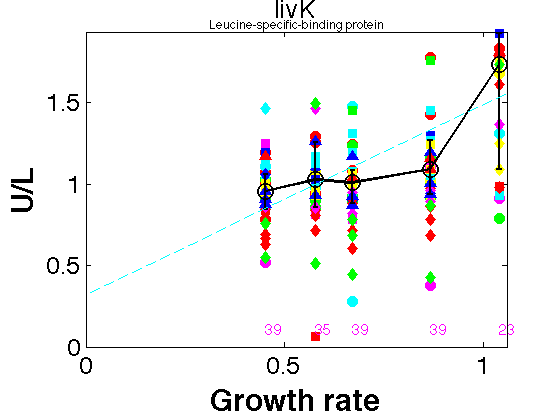 livK
Leucine-specific-binding protein
U/L
1.5
1
0.5
0
39 35 39 39 23
0 0.5 1
Growth rate